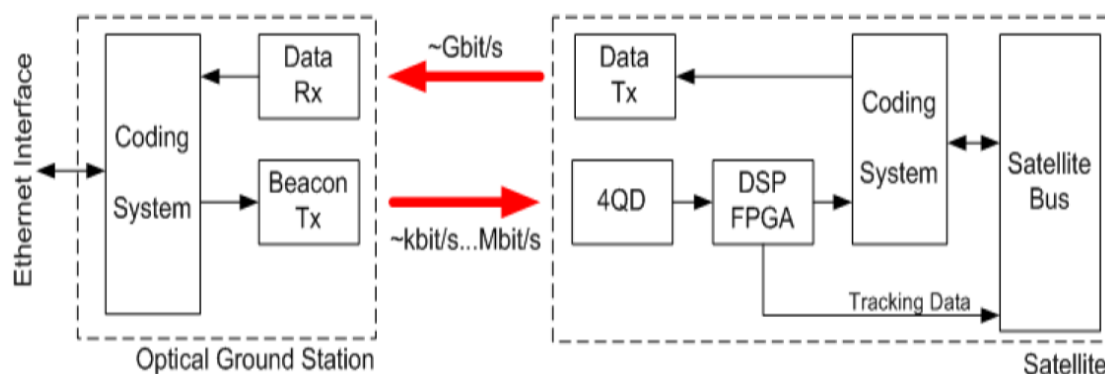 Ethernet Interface
Coding
System
Data
Rx
Beacon
Tx
Optical Ground Station
~Gbit/s
~kbit/s...Mbit/s
Data
Tx
4QD
DSP
FPGA
Coding
System
Satellite
Bus
Tracking Data
Satellite